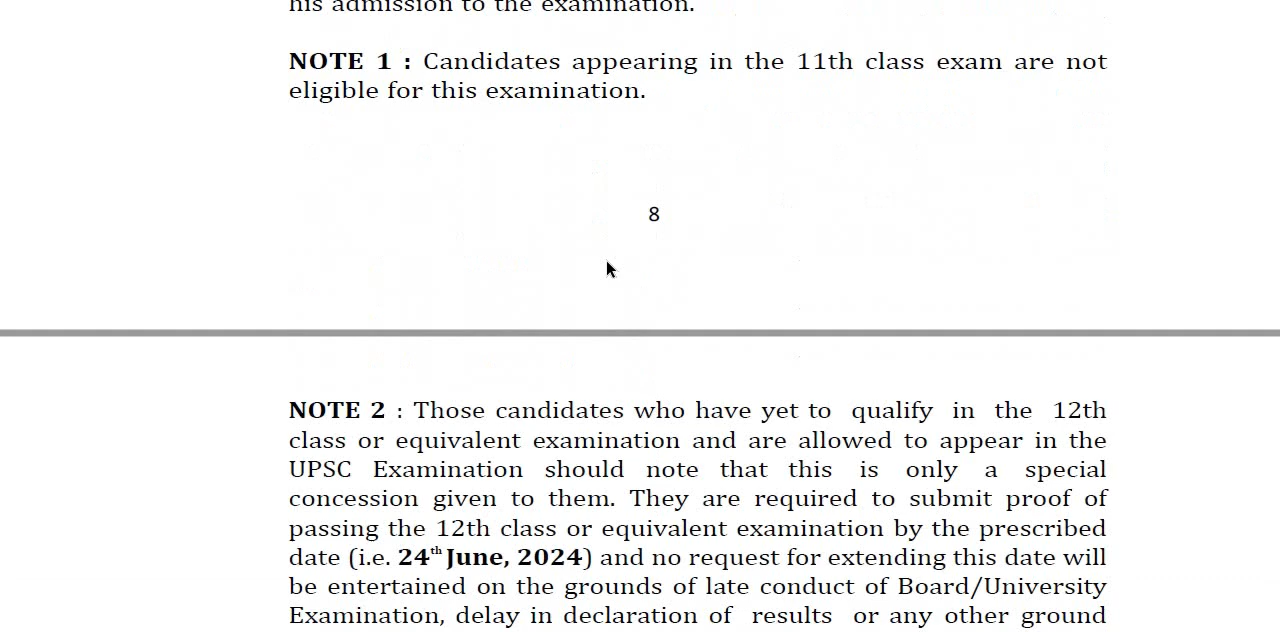 his admission to the examination.
NOTE 1 : Candidates appearing in the 11th class exam are not
eligible for this examination.
8
NOTE 2 : Those candidates who have yet to qualify in the 12th
class or equivalent examination and are allowed to appear in the
UPSC Examination should note that this is only a special
concession given to them. They are required to submit proof of
passing the 12th class or equivalent examination by the prescribed
date (i.e. 24th June, 2024) and no request for extending this date will
be entertained on the grounds of late conduct of Board/University
Examination, delay in declaration of results or any other ground